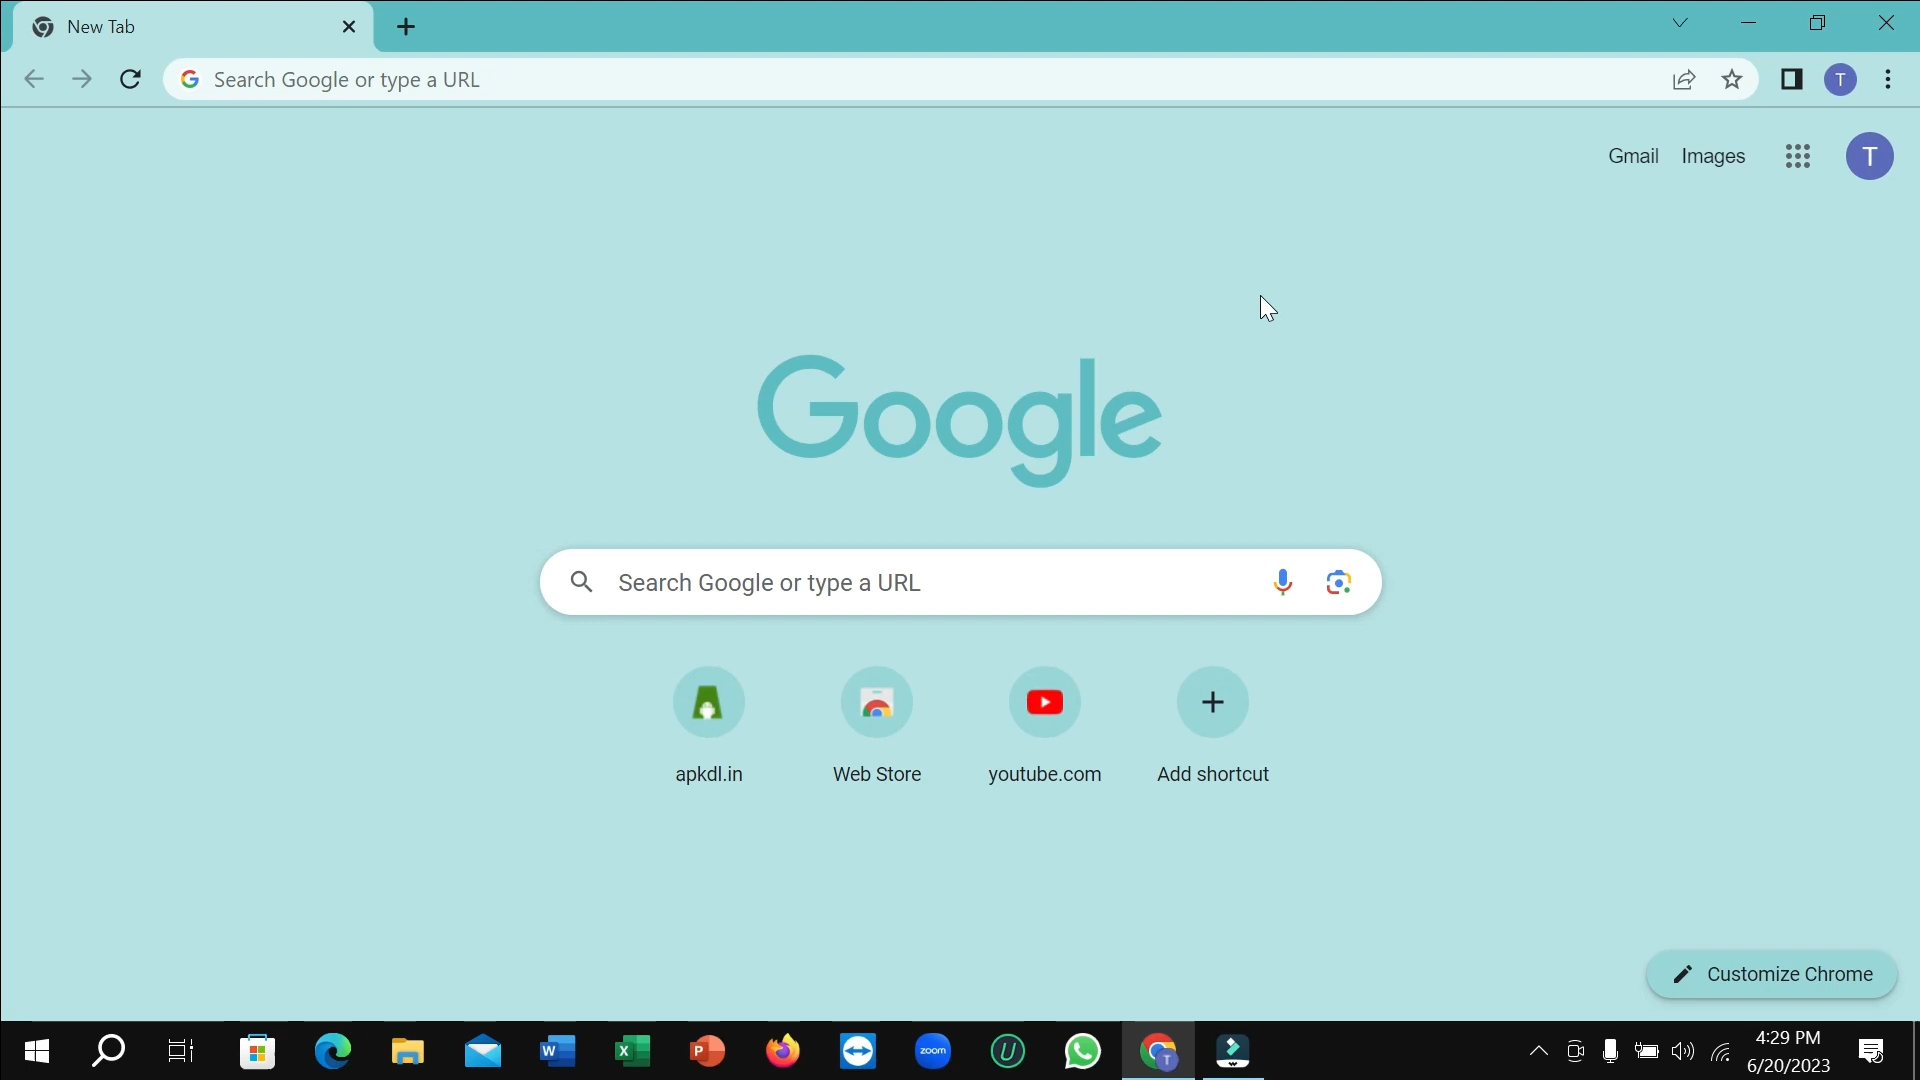 New Tab
Search Google or type a URL
T
Gmail Images
T
Google
Search Google or type a URL
apkdl.in Web Store youtube.com Add shortcut
Customize Chrome
zoom
T
4:29 PM
6/20/2023